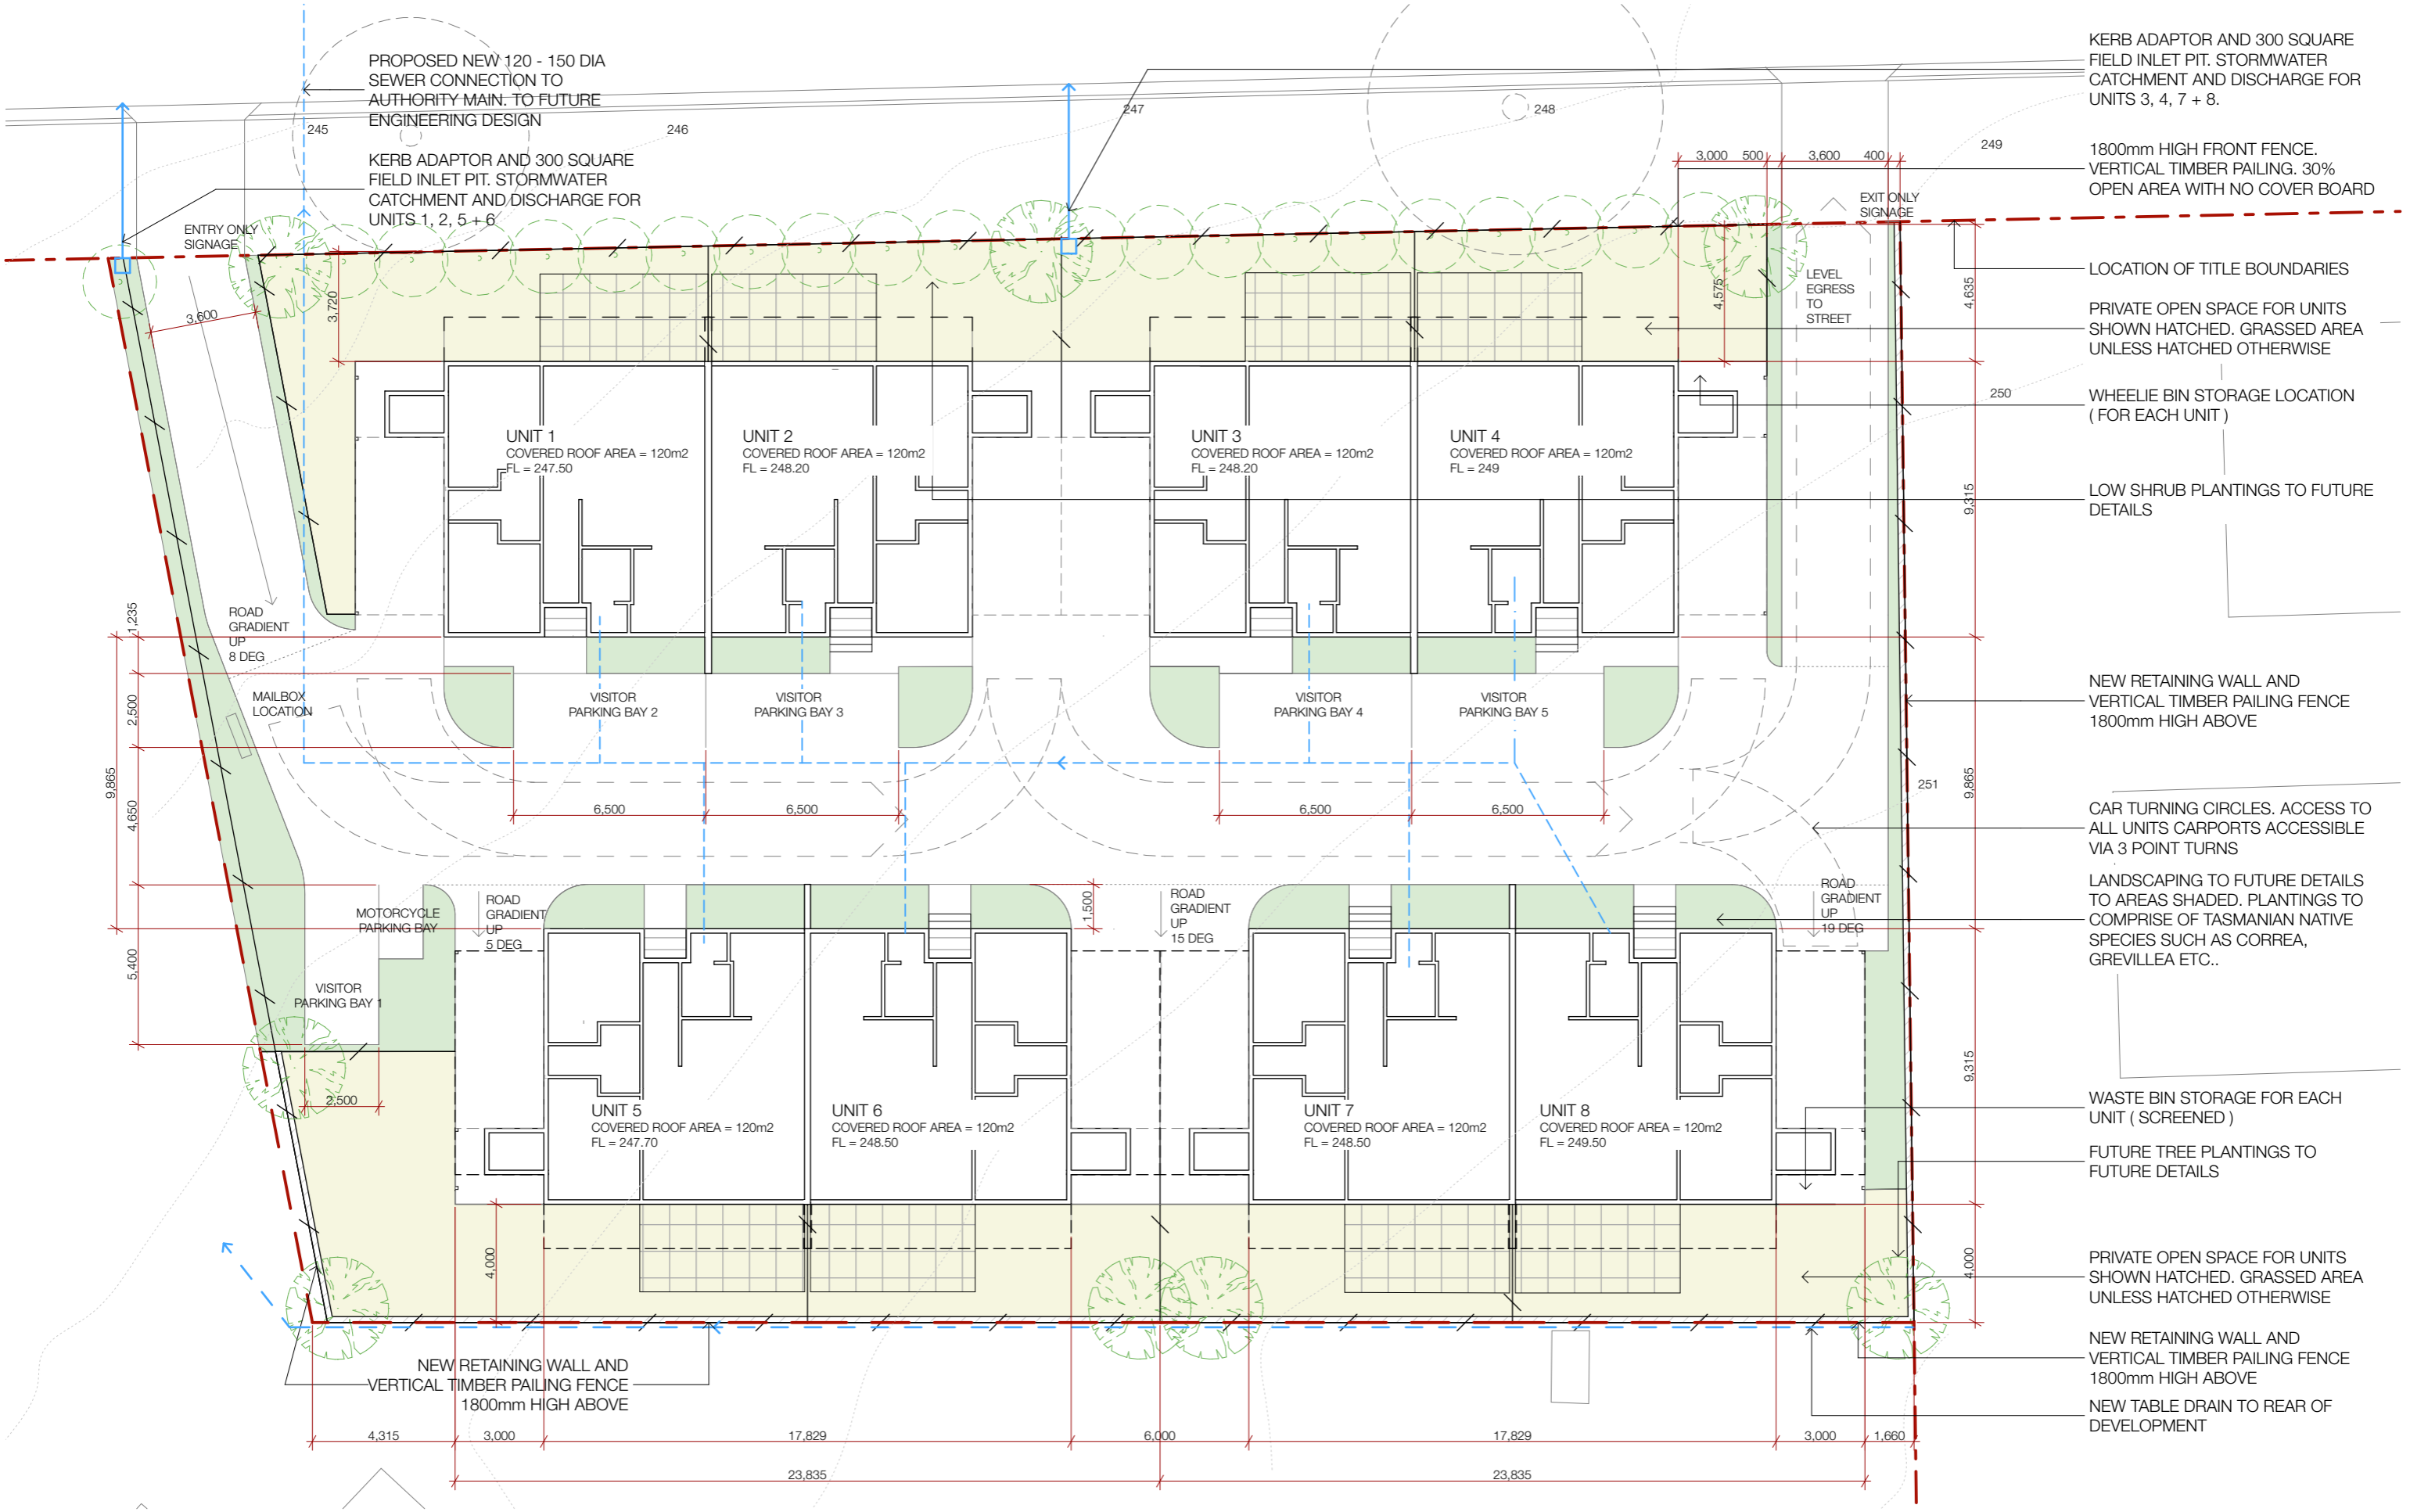 PROPOSED NEW 120 - 150 DIA
SEWER CONNECTION TO
AUTHORITY MAIN. TO FUTURE
ENGINEERING DESIGN
KERB ADAPTOR AND 300 SQUARE
FIELD INLET PIT. STORMWATER
CATCHMENT AND DISCHARGE FOR
UNITS 1, 2, 5 + 6
245
246
247
248
249
250
251
ENTRY ONLY
SIGNAGE
EXIT ONLY
SIGNAGE
3,000
500
3,600
400
3,600
3,720
4,575
4,635
LEVEL
EGRESS
TO
STREET
UNIT 1
COVERED ROOF AREA = 120m2
FL = 247.50
UNIT 2
COVERED ROOF AREA = 120m2
FL = 248.20
UNIT 3
COVERED ROOF AREA = 120m2
FL = 248.20
UNIT 4
COVERED ROOF AREA = 120m2
FL = 249
9,315
ROAD
GRADIENT
UP
8 DEG
MAILBOX
LOCATION
1,235
2,500
9,865
4,650
5,400
VISITOR
PARKING BAY 2
VISITOR
PARKING BAY 3
VISITOR
PARKING BAY 4
VISITOR
PARKING BAY 5
6,500
6,500
6,500
6,500
9,865
MOTORCYCLE
PARKING BAY
ROAD
GRADIENT
UP
5 DEG
1,500
ROAD
GRADIENT
UP
15 DEG
ROAD
GRADIENT
UP
19 DEG
VISITOR
PARKING BAY 1
2,500
UNIT 5
COVERED ROOF AREA = 120m2
FL = 247.70
UNIT 6
COVERED ROOF AREA = 120m2
FL = 248.50
UNIT 7
COVERED ROOF AREA = 120m2
FL = 248.50
UNIT 8
COVERED ROOF AREA = 120m2
FL = 249.50
9,315
4,000
4,000
NEW RETAINING WALL AND
VERTICAL TIMBER PAILING FENCE
1800mm HIGH ABOVE
4,315
3,000
17,829
6,000
17,829
3,000
1,660
23,835
23,835
KERB ADAPTOR AND 300 SQUARE
FIELD INLET PIT. STORMWATER
CATCHMENT AND DISCHARGE FOR
UNITS 3, 4, 7 + 8.
1800mm HIGH FRONT FENCE.
VERTICAL TIMBER PAILING. 30%
OPEN AREA WITH NO COVER BOARD
LOCATION OF TITLE BOUNDARIES
PRIVATE OPEN SPACE FOR UNITS
SHOWN HATCHED. GRASSED AREA
UNLESS HATCHED OTHERWISE
WHEELIE BIN STORAGE LOCATION
( FOR EACH UNIT )
LOW SHRUB PLANTINGS TO FUTURE
DETAILS
NEW RETAINING WALL AND
VERTICAL TIMBER PAILING FENCE
1800mm HIGH ABOVE
CAR TURNING CIRCLES. ACCESS TO
ALL UNITS CARPORTS ACCESSIBLE
VIA 3 POINT TURNS
LANDSCAPING TO FUTURE DETAILS
TO AREAS SHADED. PLANTINGS TO
COMPRISE OF TASMANIAN NATIVE
SPECIES SUCH AS CORREA,
GREVILLEA ETC..
WASTE BIN STORAGE FOR EACH
UNIT ( SCREENED )
FUTURE TREE PLANTINGS TO
FUTURE DETAILS
PRIVATE OPEN SPACE FOR UNITS
SHOWN HATCHED. GRASSED AREA
UNLESS HATCHED OTHERWISE
NEW RETAINING WALL AND
VERTICAL TIMBER PAILING FENCE
1800mm HIGH ABOVE
NEW TABLE DRAIN TO REAR OF
DEVELOPMENT